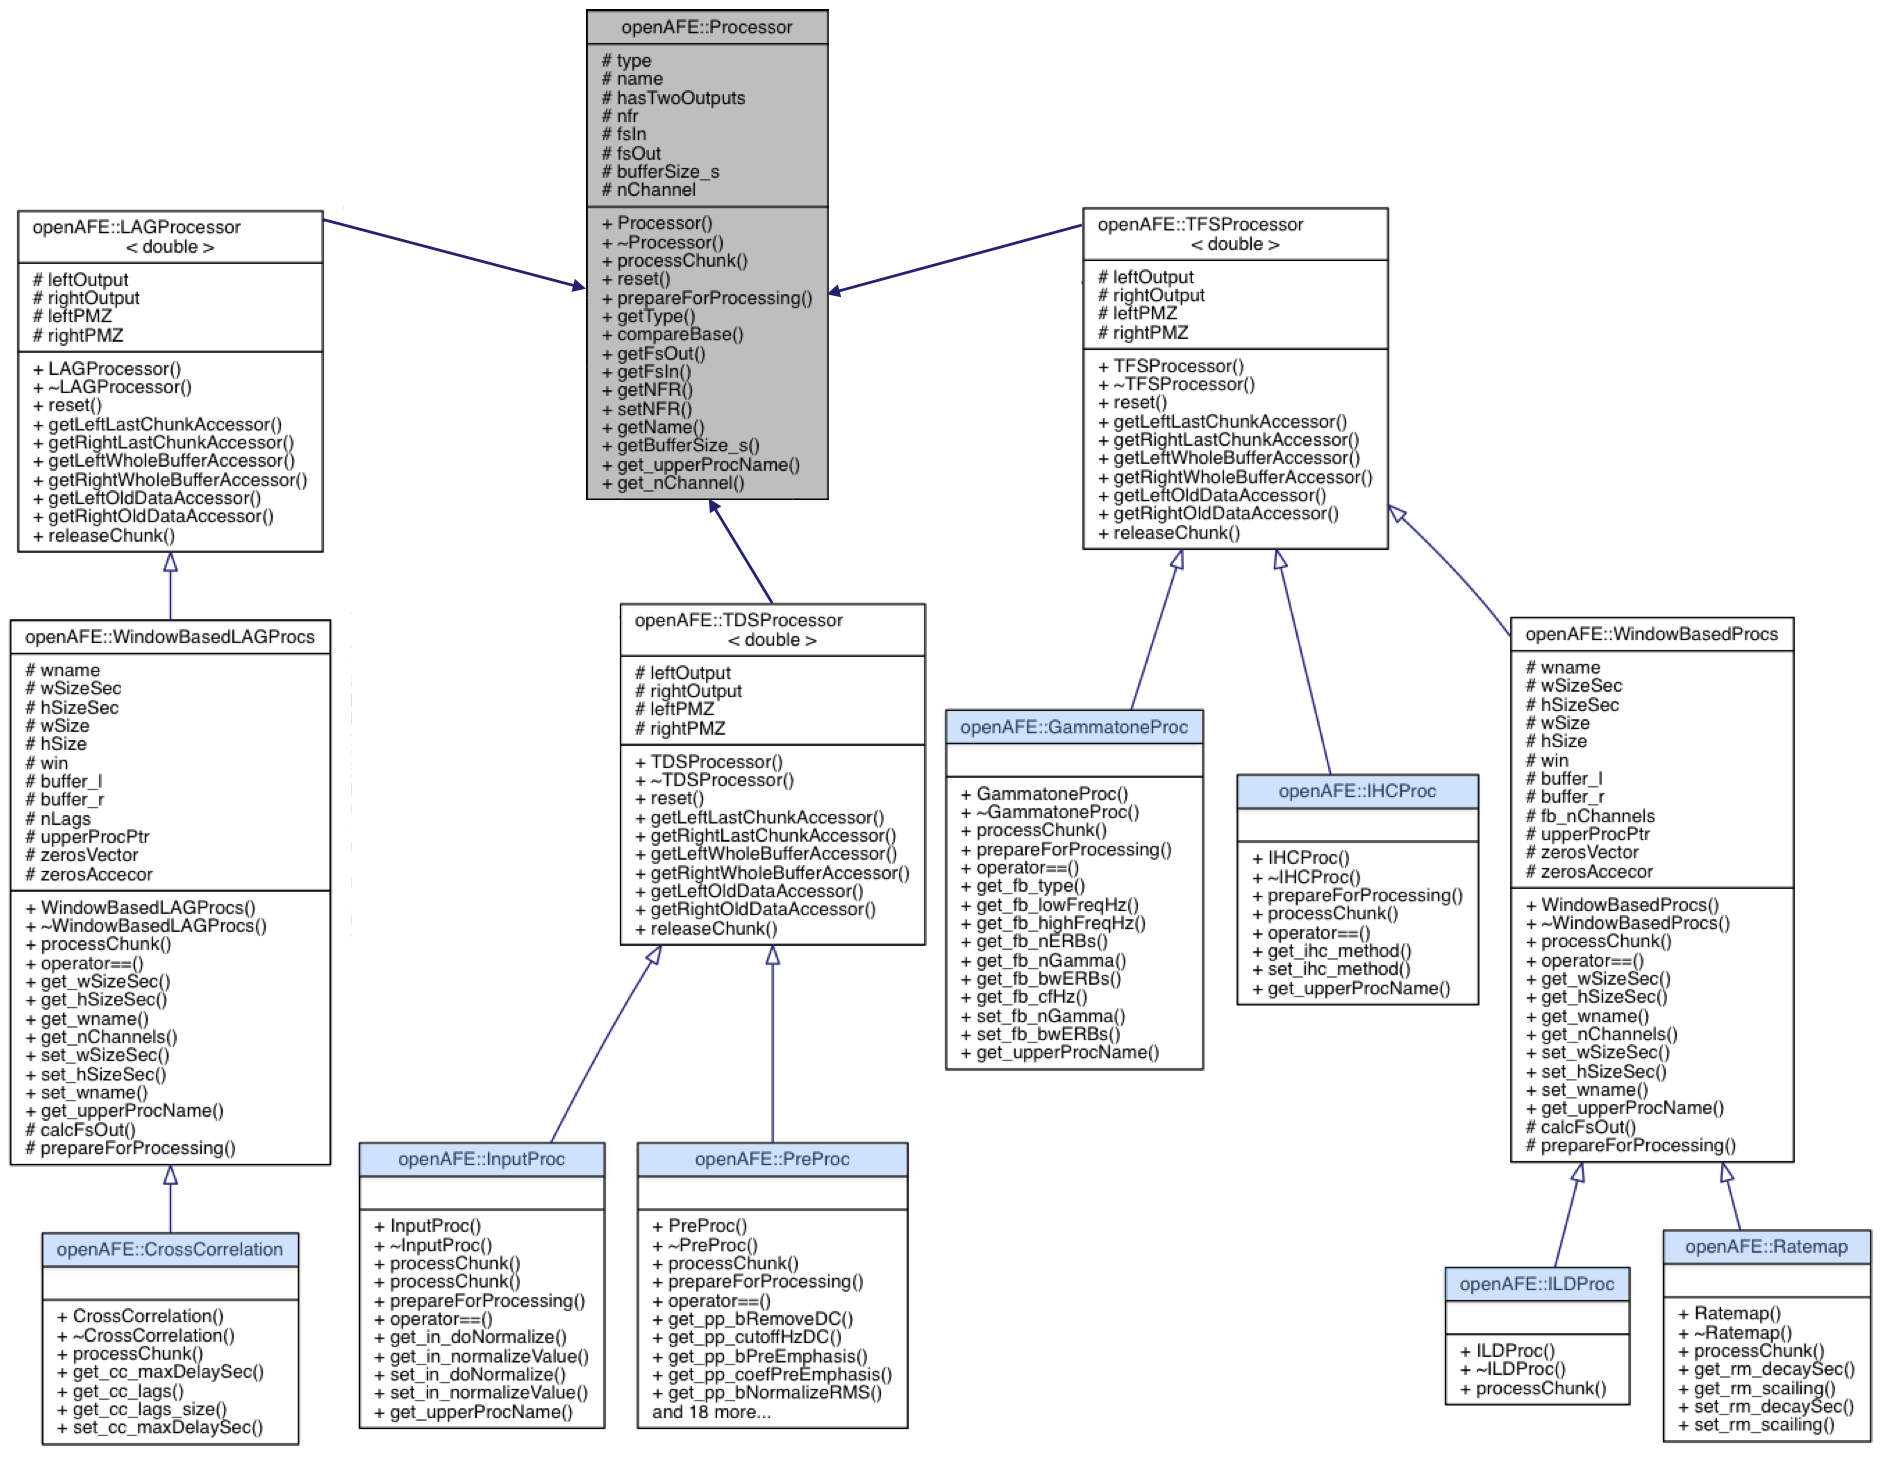 openAFE::Processor
# type
# name
# hasTwoOutputs
# nfr
# fsIn
# fsOut
# bufferSize_s
# nChannel
+ Processor()
+ ~Processor()
+ processChunk()
+ reset()
+ prepareForProcessing()
+ getType()
+ compareBase()
+ getFsOut()
+ getFsIn()
+ getNFR()
+ setNFR()
+ getName()
+ getBufferSize_s()
+ get_upperProcName()
+ get_nChannel()
openAFE::LAGProcessor
< double >
# leftOutput
# rightOutput
# leftPMZ
# rightPMZ
+ LAGProcessor()
+ ~LAGProcessor()
+ reset()
+ getLeftLastChunkAccessor()
+ getRightLastChunkAccessor()
+ getLeftWholeBufferAccessor()
+ getRightWholeBufferAccessor()
+ getLeftOldDataAccessor()
+ getRightOldDataAccessor()
+ releaseChunk()
openAFE::TFSProcessor
< double >
# leftOutput
# rightOutput
# leftPMZ
# rightPMZ
+ TFSProcessor()
+ ~TFSProcessor()
+ reset()
+ getLeftLastChunkAccessor()
+ getRightLastChunkAccessor()
+ getLeftWholeBufferAccessor()
+ getRightWholeBufferAccessor()
+ getLeftOldDataAccessor()
+ getRightOldDataAccessor()
+ releaseChunk()
openAFE::WindowBasedLAGProcs
# wname
# wSizeSec
# hSizeSec
# wSize
# hSize
# win
# buffer_l
# buffer_r
# nLags
# upperProcPtr
# zerosVector
# zerosAccecor
+ WindowBasedLAGProcs()
+ ~WindowBasedLAGProcs()
+ processChunk()
+ operator==()
+ get_wSizeSec()
+ get_hSizeSec()
+ get_wname()
+ get_nChannels()
+ set_wSizeSec()
+ set_hSizeSec()
+ set_wname()
+ get_upperProcName()
# calcFsOut()
# prepareForProcessing()
openAFE::TDSProcessor
< double >
# leftOutput
# rightOutput
# leftPMZ
# rightPMZ
+ TDSProcessor()
+ ~TDSProcessor()
+ reset()
+ getLeftLastChunkAccessor()
+ getRightLastChunkAccessor()
+ getLeftWholeBufferAccessor()
+ getRightWholeBufferAccessor()
+ getLeftOldDataAccessor()
+ getRightOldDataAccessor()
+ releaseChunk()
openAFE::GammatoneProc
+ GammatoneProc()
+ ~GammatoneProc()
+ processChunk()
+ prepareForProcessing()
+ operator==()
+ get_fb_type()
+ get_fb_lowFreqHz()
+ get_fb_highFreqHz()
+ get_fb_nERBs()
+ get_fb_nGamma()
+ get_fb_bwERBs()
+ get_fb_cfHz()
+ set_fb_nGamma()
+ set_fb_bwERBs()
+ get_upperProcName()
openAFE::IHCProc
+ IHCProc()
+ ~IHCProc()
+ prepareForProcessing()
+ processChunk()
+ operator==()
+ get_ihc_method()
+ set_ihc_method()
+ get_upperProcName()
openAFE::WindowBasedProcs
# wname
# wSizeSec
# hSizeSec
# wSize
# hSize
# win
# buffer_l
# buffer_r
# fb_nChannels
# upperProcPtr
# zerosVector
# zerosAccecor
+ WindowBasedProcs()
+ ~WindowBasedProcs()
+ processChunk()
+ operator==()
+ get_wSizeSec()
+ get_hSizeSec()
+ get_wname()
+ get_nChannels()
+ set_wSizeSec()
+ set_hSizeSec()
+ set_wname()
+ get_upperProcName()
# calcFsOut()
# prepareForProcessing()
openAFE::CrossCorrelation
+ CrossCorrelation()
+ ~CrossCorrelation()
+ processChunk()
+ get_cc_maxDelaySec()
+ get_cc_lags()
+ get_cc_lags_size()
+ set_cc_maxDelaySec()
openAFE::InputProc
+ InputProc()
+ ~InputProc()
+ processChunk()
+ processChunk()
+ prepareForProcessing()
+ operator==()
+ get_in_doNormalize()
+ get_in_normalizeValue()
+ set_in_doNormalize()
+ set_in_normalizeValue()
+ get_upperProcName()
openAFE::PreProc
+ PreProc()
+ ~PreProc()
+ processChunk()
+ prepareForProcessing()
+ operator==()
+ get_pp_bRemoveDC()
+ get_pp_cutoffHzDC()
+ get_pp_bPreEmphasis()
+ get_pp_coefPreEmphasis()
+ get_pp_bNormalizeRMS()
and 18 more...
openAFE::ILDProc
+ ILDProc()
+ ~ILDProc()
+ processChunk()
openAFE::Ratemap
+ Ratemap()
+ ~Ratemap()
+ processChunk()
+ get_rm_decaySec()
+ get_rm_scailing()
+ set_rm_decaySec()
+ set_rm_scailing()